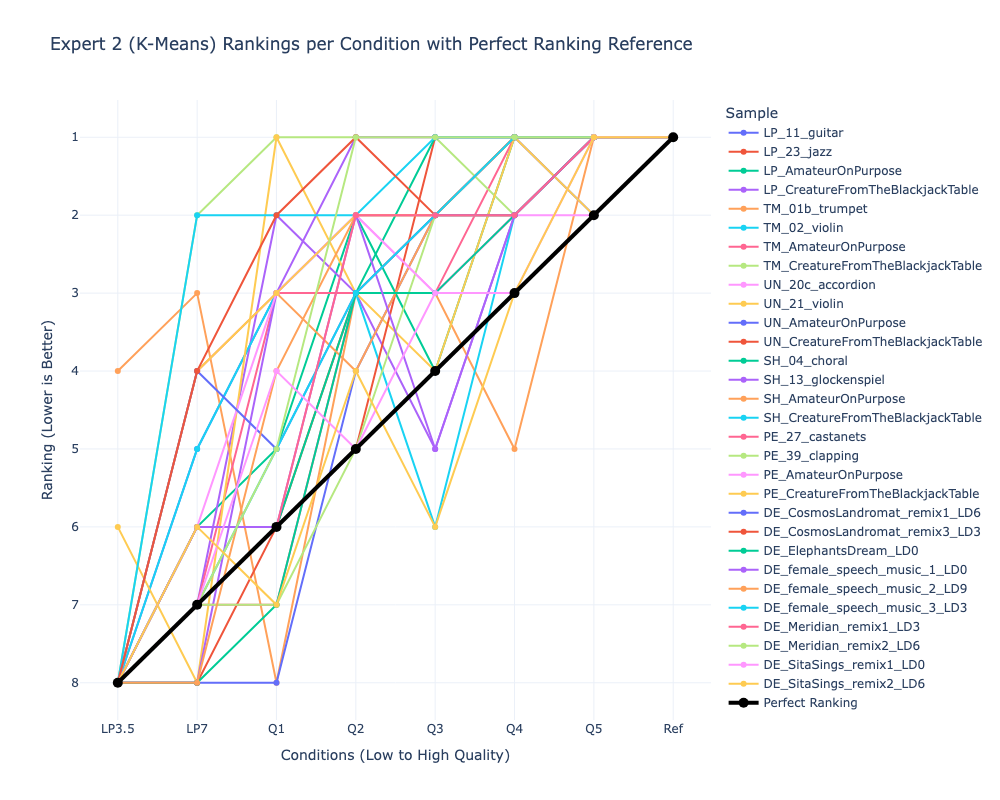 Expert 2 (K-Means) Rankings per Condition with Perfect Ranking Reference
Ranking (Lower is Better)
1
2
3
4
5
6
7
8
LP3.5 LP7 Q1 Q2 Q3 Q4 Q5 Ref
Conditions (Low to High Quality)
Sample
LP_11_guitar
LP_23_jazz
LP_AmateurOnPurpose
LP_CreatureFromTheBlackjackTable
TM_01b_trumpet
TM_02_violin
TM_AmateurOnPurpose
TM_CreatureFromTheBlackjackTable
UN_20c_accordion
UN_21_violin
UN_AmateurOnPurpose
UN_CreatureFromTheBlackjackTable
SH_04_choral
SH_13_glockenspiel
SH_AmateurOnPurpose
SH_CreatureFromTheBlackjackTable
PE_27_castanets
PE_39_clapping
PE_AmateurOnPurpose
PE_CreatureFromTheBlackjackTable
DE_CosmosLandromat_remix1_LD6
DE_CosmosLandromat_remix3_LD3
DE_ElephantsDream_LD0
DE_female_speech_music_1_LD0
DE_female_speech_music_2_LD9
DE_female_speech_music_3_LD3
DE_Meridian_remix1_LD3
DE_Meridian_remix2_LD6
DE_SitaSings_remix1_LD0
DE_SitaSings_remix2_LD6
Perfect Ranking